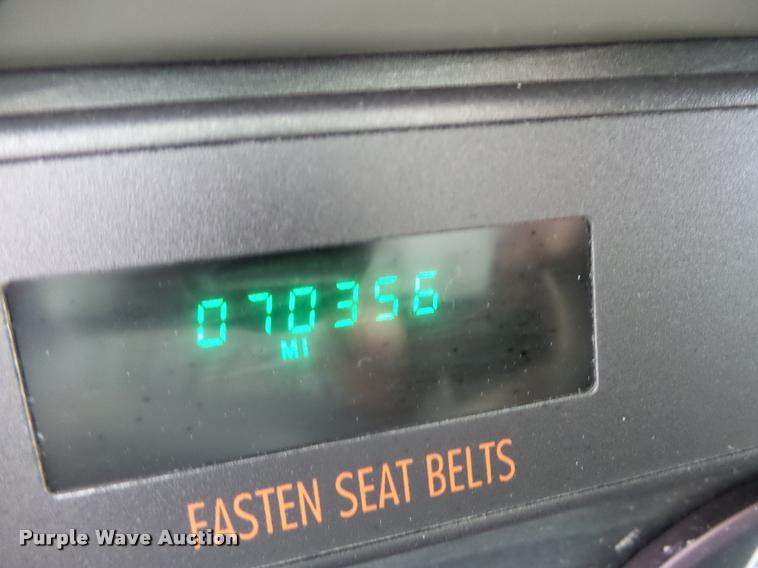 070356
MI
FASTEN SEAT BELTS
Purple Wave Auction